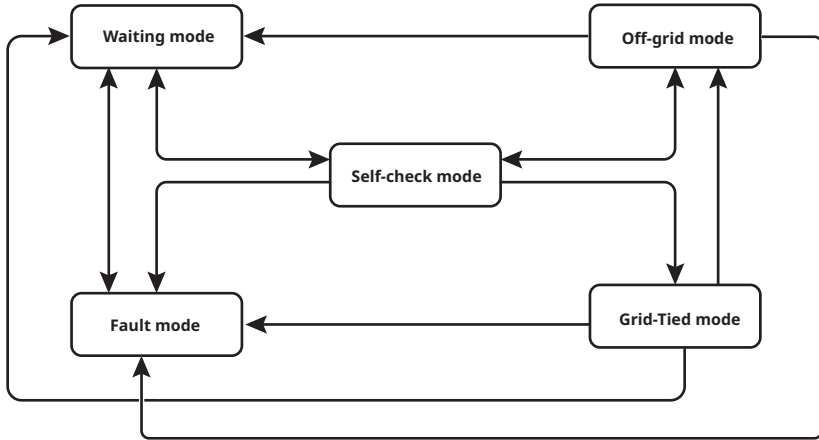 Waiting mode
Off-grid mode
Self-check mode
Fault mode
Grid-Tied mode